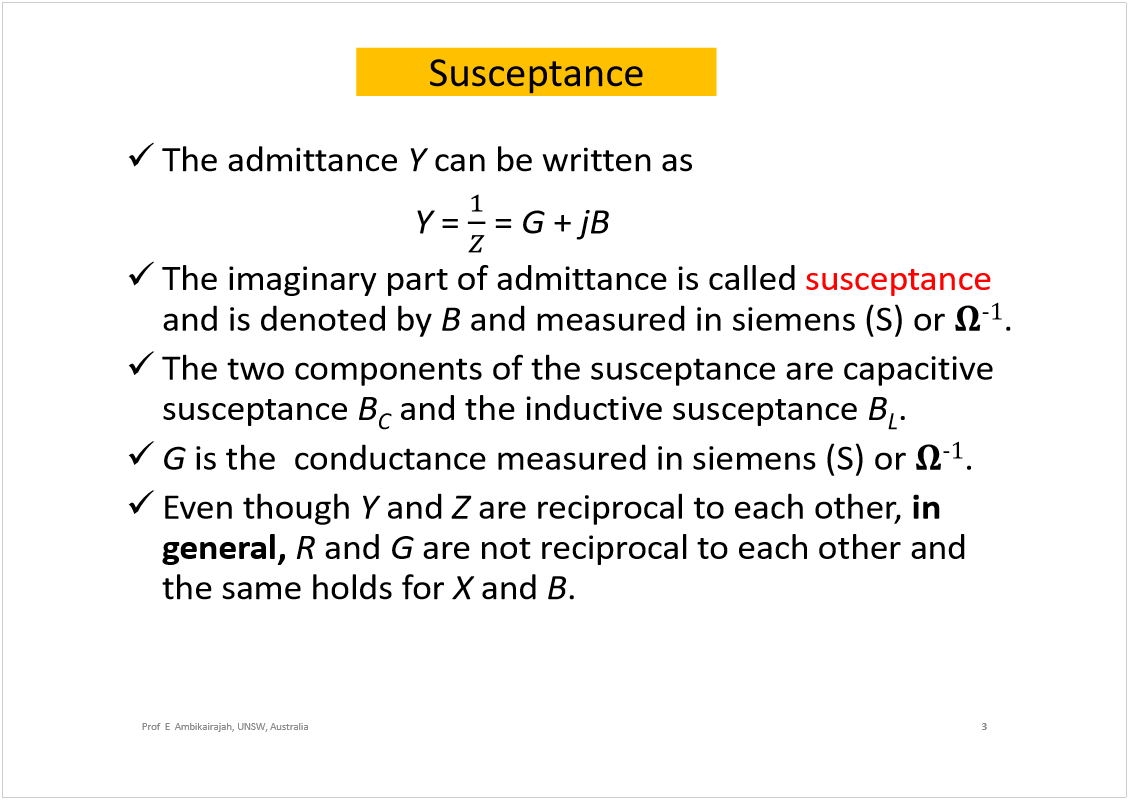 Susceptance
✓ The admittance Y can be written as
Y = 1/Z = G + jB
✓ The imaginary part of admittance is called susceptance
and is denoted by B and measured in siemens (S) or Ω⁻¹.
✓ The two components of the susceptance are capacitive
susceptance B_C and the inductive susceptance B_L.
✓ G is the  conductance measured in siemens (S) or Ω⁻¹.
✓ Even though Y and Z are reciprocal to each other, in
general, R and G are not reciprocal to each other and
the same holds for X and B.
Prof E Ambikairajah, UNSW, Australia
3